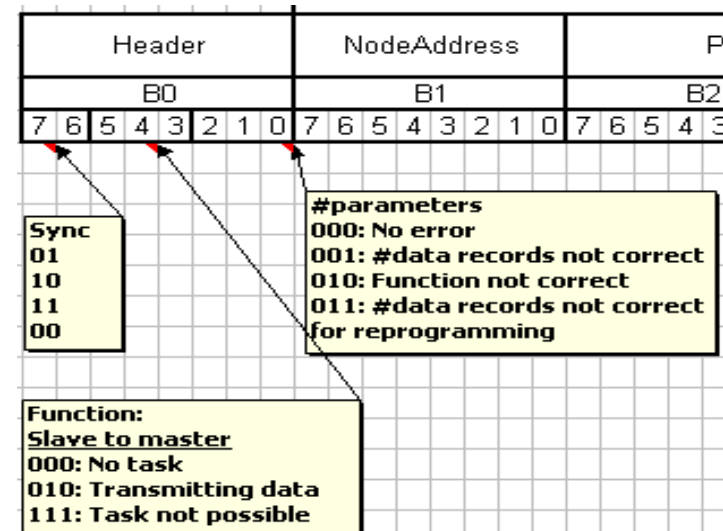 Header NodeAddress P
B0 B1 B2
7 6 5 4 3 2 1 0 7 6 5 4 3 2 1 0 7 6 5 4 3
Sync
01
10
11
00
#parameters
000: No error
001: #data records not correct
010: Function not correct
011: #data records not correct
for reprogramming
Function:
Slave to master
000: No task
010: Transmitting data
111: Task not possible